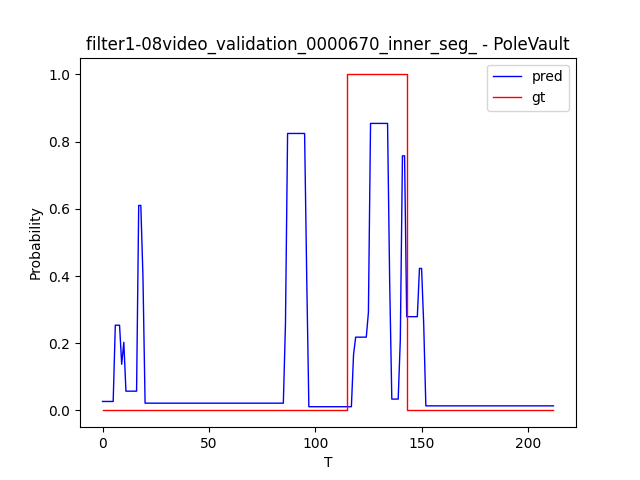 filter1-08video_validation_0000670_inner_seg_ - PoleVault
pred
gt
1.0
0.8
0.6
0.4
0.2
0.0
Probability
0
50
100
150
200
T